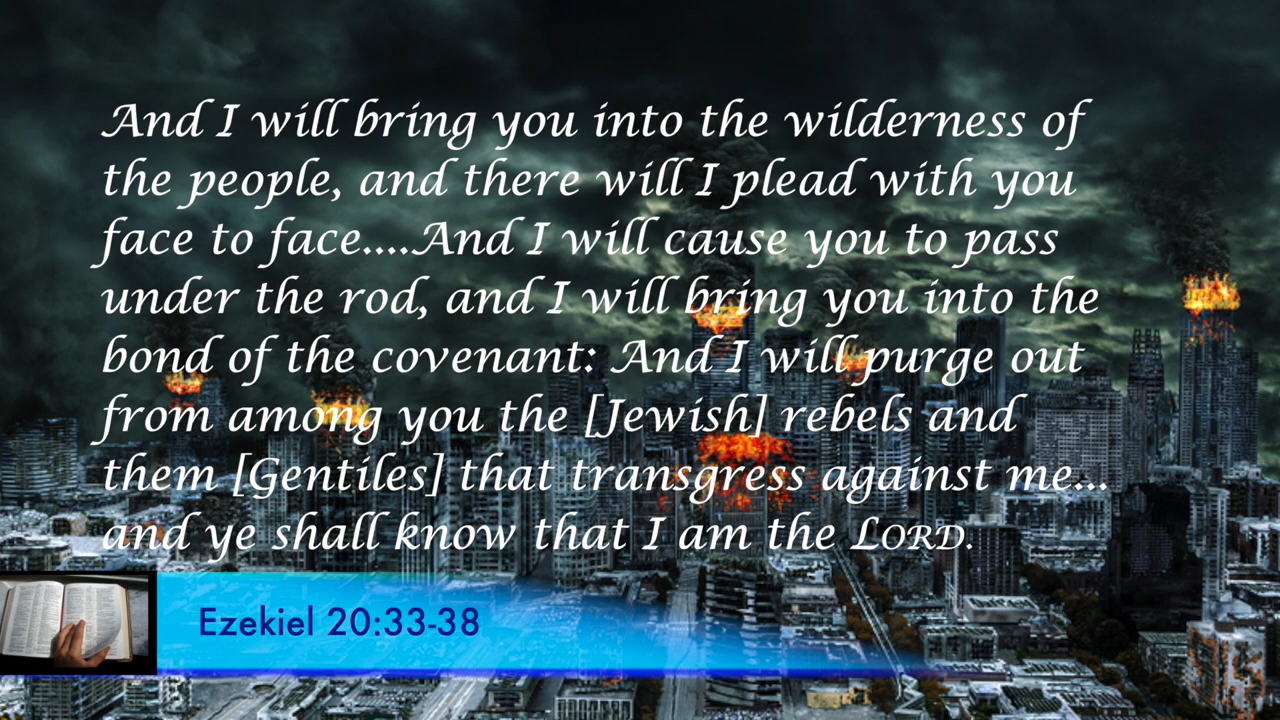 And I will bring you into the wilderness of
the people, and there will I plead with you
face to face....And I will cause you to pass
under the rod, and I will bring you into the
bond of the covenant: And I will purge out
from among you the [Jewish] rebels and
them [Gentiles] that transgress against me...
and ye shall know that I am the LORD.
Ezekiel 20:33-38